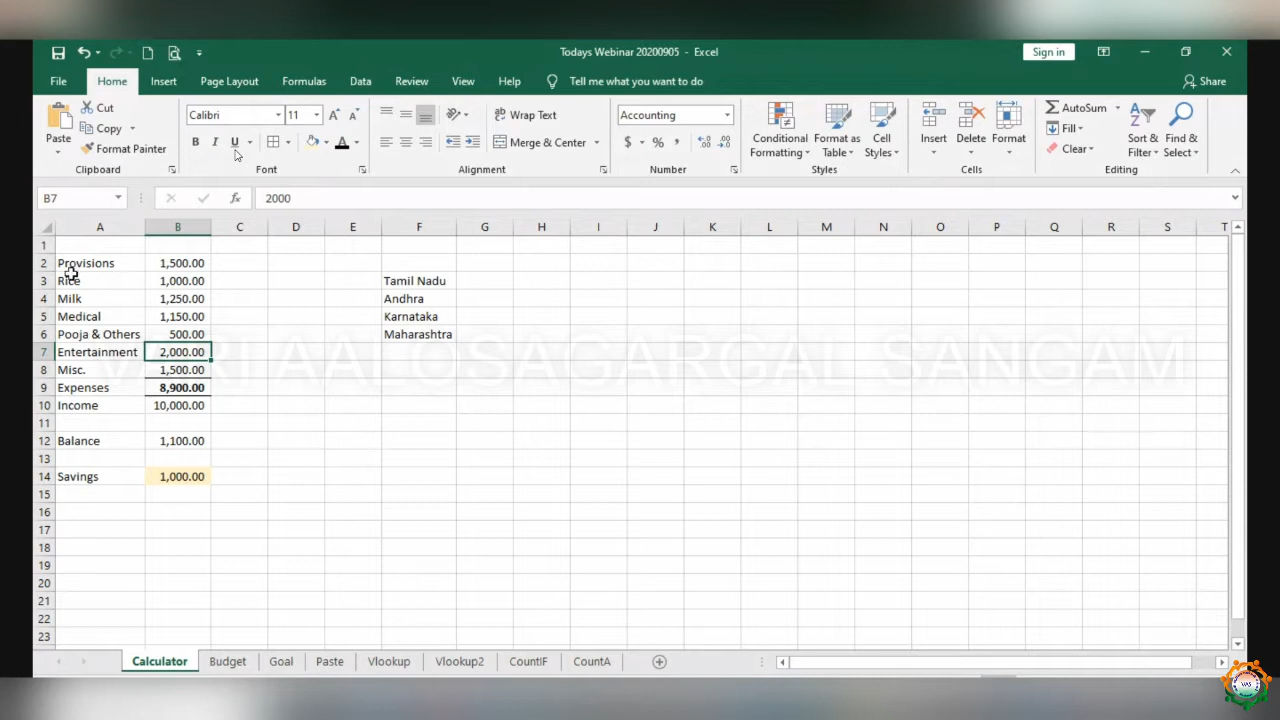 Todays Webinar 20200905 - Excel
Sign in
File Home Insert Page Layout Formulas Data Review View Help Tell me what you want to do Share
Paste
Cut
Copy
Format Painter
Clipboard
Calibri 11
B I U
Font
Wrap Text
Merge & Center
Alignment
Accounting
$ % ,
Number
Conditional Formatting
Format as Table
Cell Styles
Styles
Insert Delete Format
Cells
AutoSum
Fill
Clear
Sort & Filter
Find & Select
Editing
B7 fx 2000
A B C D E F G H I J K L M N O P Q R S T
1
2 Provisions 1,500.00
3 Rice 1,000.00 Tamil Nadu
4 Milk 1,250.00 Andhra
5 Medical 1,150.00 Karnataka
6 Pooja & Others 500.00 Maharashtra
7 Entertainment 2,000.00
8 Misc. 1,500.00
9 Expenses 8,900.00
10 Income 10,000.00
11
12 Balance 1,100.00
13
14 Savings 1,000.00
15
16
17
18
19
20
21
22
23
AALOSAGARGAL SANGAM
Calculator Budget Goal Paste Vlookup Vlookup2 CountIF CountA
VAS